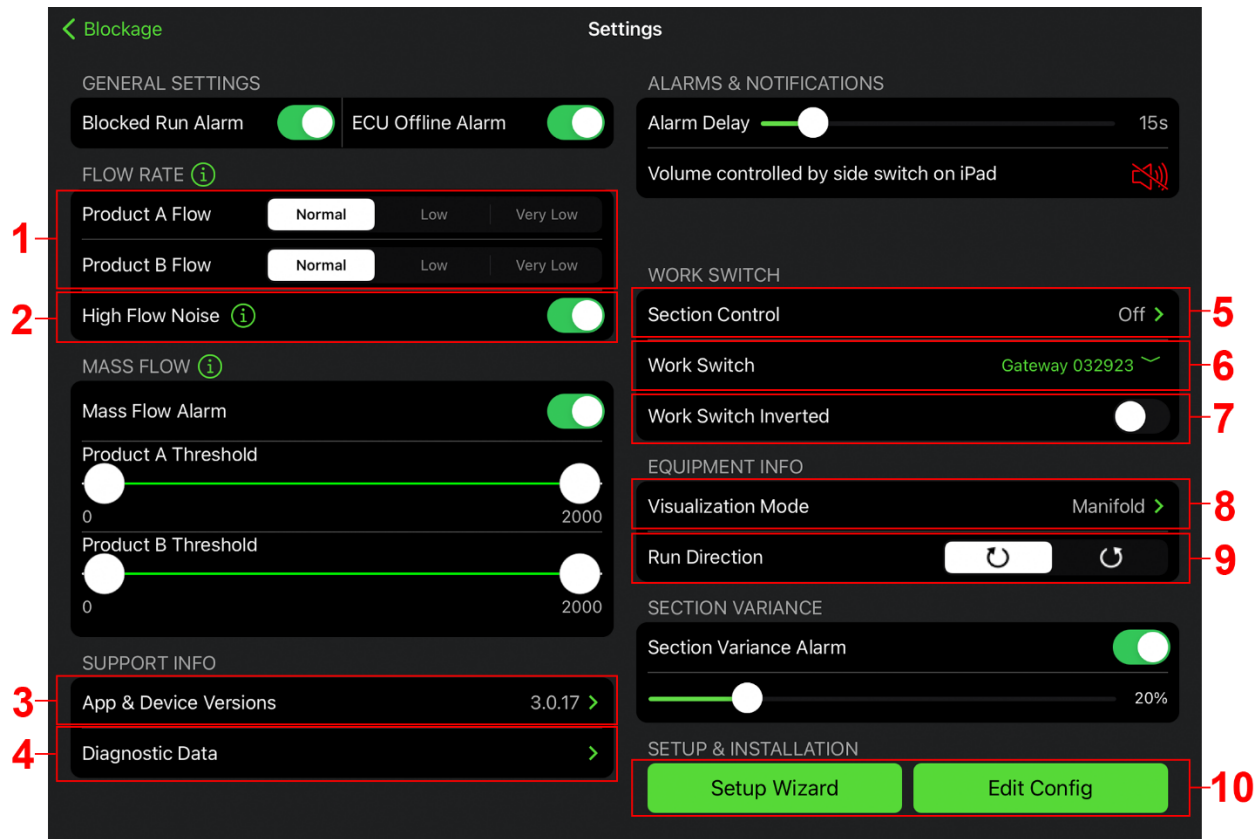 Blockage
Settings
GENERAL SETTINGS
Blocked Run Alarm
ECU Offline Alarm
FLOW RATE
1
Product A Flow
Normal
Low
Very Low
Product B Flow
Normal
Low
Very Low
2
High Flow Noise
MASS FLOW
Mass Flow Alarm
Product A Threshold
0
2000
Product B Threshold
0
2000
SUPPORT INFO
3
App & Device Versions
3.0.17
4
Diagnostic Data
ALARMS & NOTIFICATIONS
Alarm Delay
15s
Volume controlled by side switch on iPad
WORK SWITCH
Section Control
Off
5
Work Switch
Gateway 032923
6
Work Switch Inverted
7
EQUIPMENT INFO
Visualization Mode
Manifold
8
Run Direction
9
SECTION VARIANCE
Section Variance Alarm
20%
SETUP & INSTALLATION
Setup Wizard
Edit Config
10